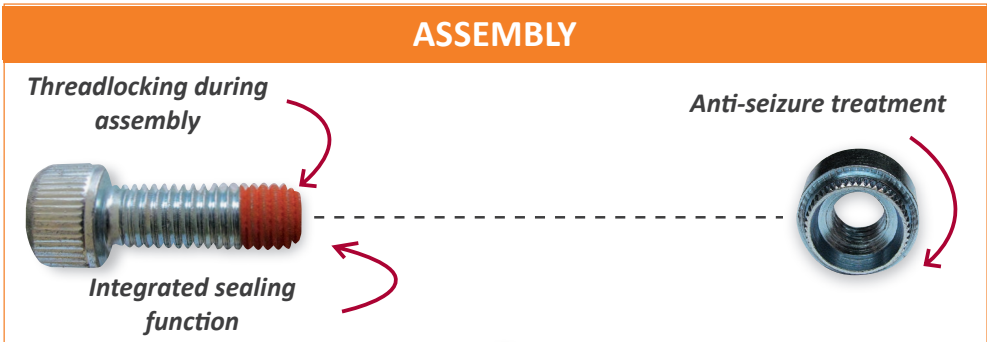 ASSEMBLY
Threadlocking during
assembly
Anti-seizure treatment
Integrated sealing
function